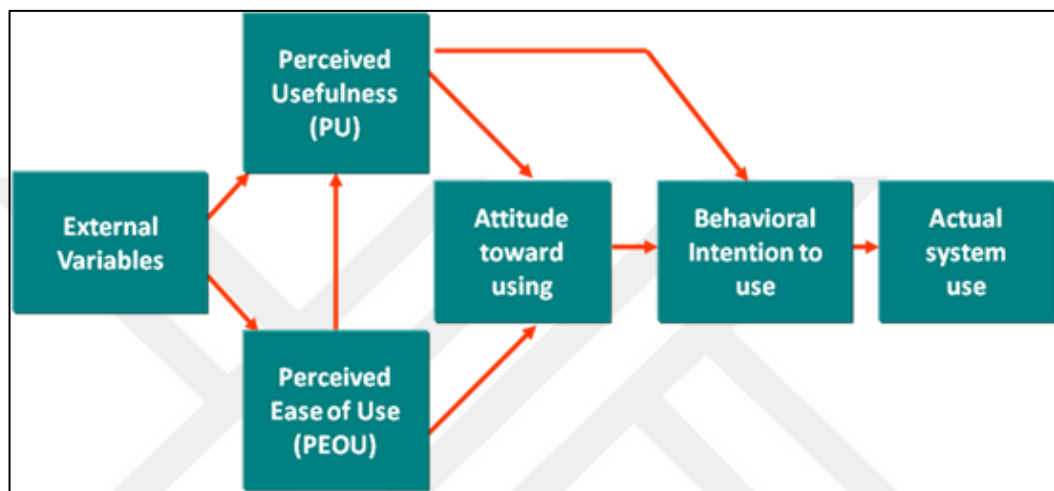 Perceived
Usefulness
(PU)
External
Variables
Perceived
Ease of Use
(PEOU)
Attitude
toward
using
Behavioral
Intention to
use
Actual
system
use